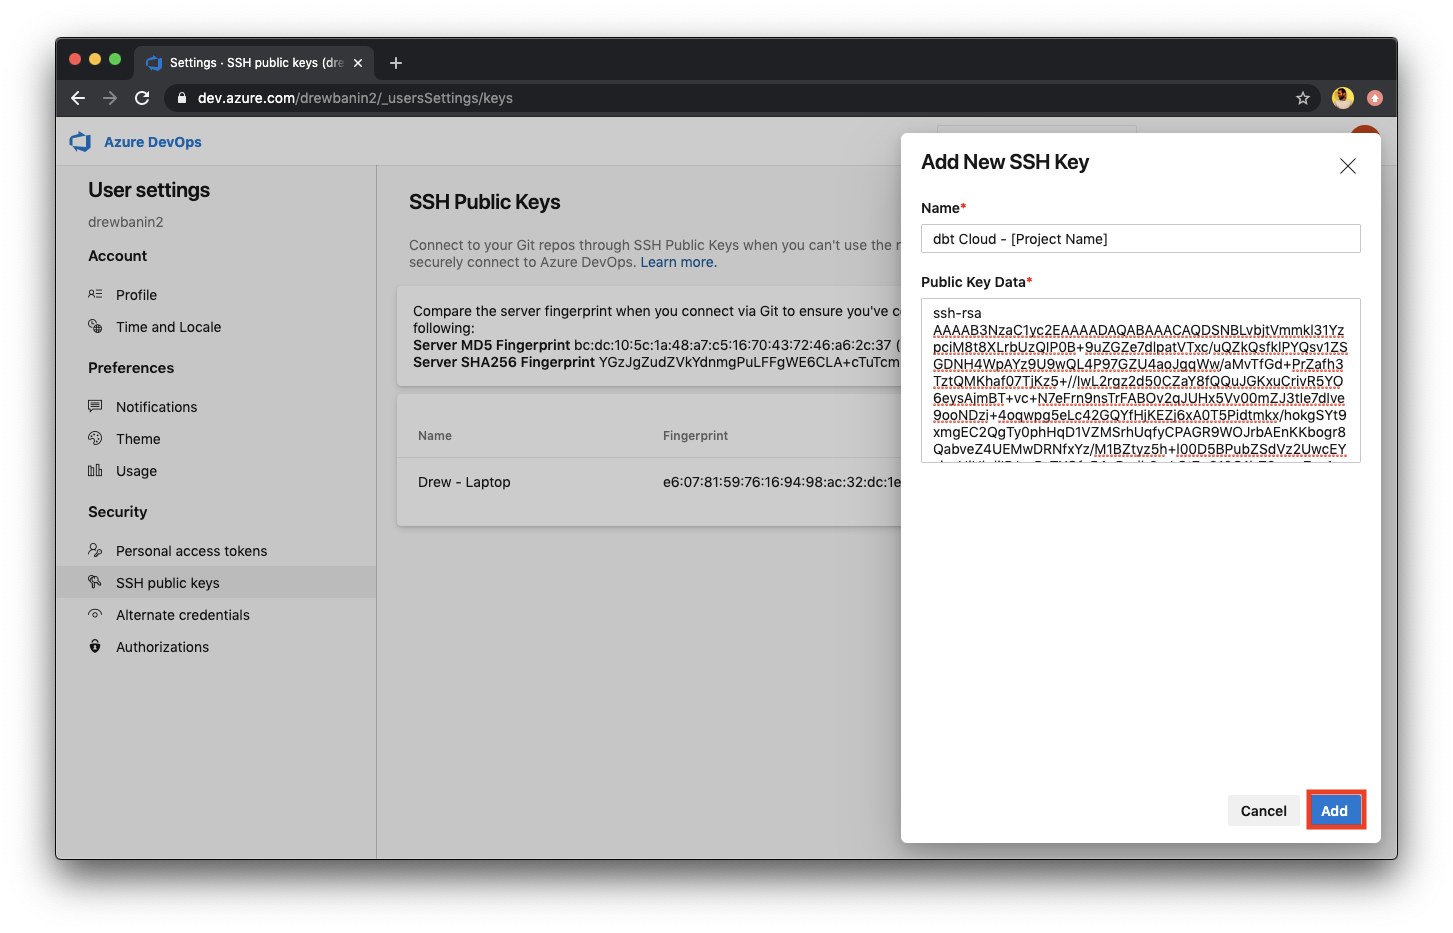 Settings · SSH public keys (dre
dev.azure.com/drewbanin2/_usersSettings/keys
Azure DevOps
User settings
drewbanin2
Account
Profile
Time and Locale
Preferences
Notifications
Theme
Usage
Security
Personal access tokens
SSH public keys
Alternate credentials
Authorizations
SSH Public Keys
Connect to your Git repos through SSH Public Keys when you can't use the r
securely connect to Azure DevOps. Learn more.
Compare the server fingerprint when you connect via Git to ensure you've c
following:
Server MD5 Fingerprint bc:dc:10:5c:1a:48:a7:c5:16:70:43:72:46:a6:2c:37 (
Server SHA256 Fingerprint YGzJgZudZVkYdnmgPuLFFgWE6CLA+cTuTcm
Name Fingerprint
Drew - Laptop e6:07:81:59:76:16:94:98:ac:32:dc:1e
Add New SSH Key
Name*
dbt Cloud - [Project Name]
Public Key Data*
ssh-rsa
AAAAB3NzaC1yc2EAAAADAQABAAACAQDSNBLvbjtVmmkl31Yz
pciM8t8XLrbUzQIP0B+9uZGZe7dlpatVTxc/uQZkQsfklPYQsv1ZS
GDNH4WpAYz9U9wQL4P97GZU4aoJgqWw/aMvTfGd+PrZafh3
TztQMKhaf07TjKz5+//lwL2rgz2d50CZaY8fQQuJGKxuCrivR5YO
6eysAjmBT+vc+N7eFrn9nsTrFABOv2qJUHx5Vv00mZJ3tle7dlve
9ooNDzi+4oqwpg5eLc42GQYfHjKEZj6xA0T5Pidtmkx/hokgSYt9
xmgEC2QgTy0phHqD1VZMSrhUqfyCPAGR9WOJrbAEnKKbogr8
QabveZ4UEMwDRNfxYz/M1BZtyz5h+l00D5BPubZSdVz2UwcEY
Cancel
Add